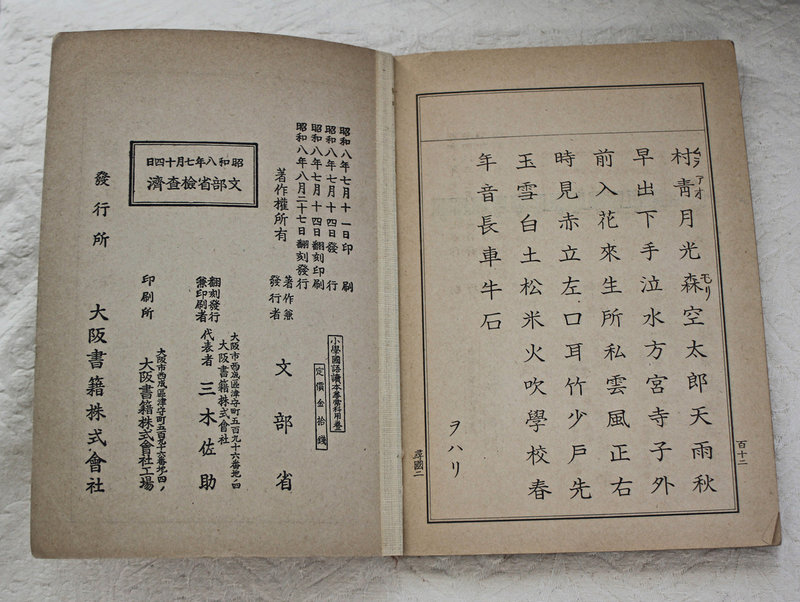 百十二
ムラ アオ モリ
村靑月光森空太郎天雨秋
早出下手泣水方宮寺子外
前入花來生所私雲風正右
時見赤立左口耳竹少戸先
玉雪白土松米火吹學校春
年音長車牛石
ヲハリ
尋國二
昭和八年七月十一日印刷
昭和八年七月十四日發行
昭和八年七月十四日翻刻印刷
昭和八年八月二十七日翻刻發行
小學國語讀本尋常科用卷二
定價金拾錢
著作權所有
著作兼
發行者
文部省
昭和八年七月十四日
文部省檢査濟
翻刻發行
兼印刷者
大阪市西成區津守町五百九十六番地ノ四
大阪書籍株式會社
代表者 三木佐助
印刷所
大阪市西成區津守町五百九十六番地ノ四
大阪書籍株式會社工場
發行所 大阪書籍株式會社